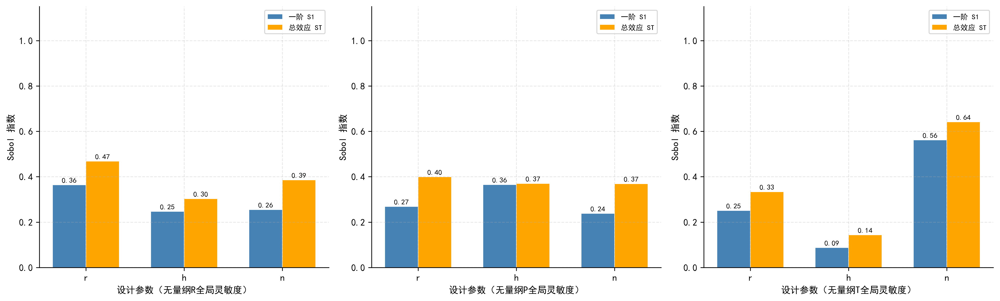 一阶 S1
总效应 ST
Sobol 指数
1.0
0.8
0.6
0.4
0.2
0.0
0.36
0.47
0.25
0.30
0.26
0.39
r
h
n
设计参数（无量纲R全局灵敏度）
一阶 S1
总效应 ST
Sobol 指数
1.0
0.8
0.6
0.4
0.2
0.0
0.27
0.40
0.36
0.37
0.24
0.37
r
h
n
设计参数（无量纲P全局灵敏度）
一阶 S1
总效应 ST
Sobol 指数
1.0
0.8
0.6
0.4
0.2
0.0
0.25
0.33
0.09
0.14
0.56
0.64
r
h
n
设计参数（无量纲T全局灵敏度）